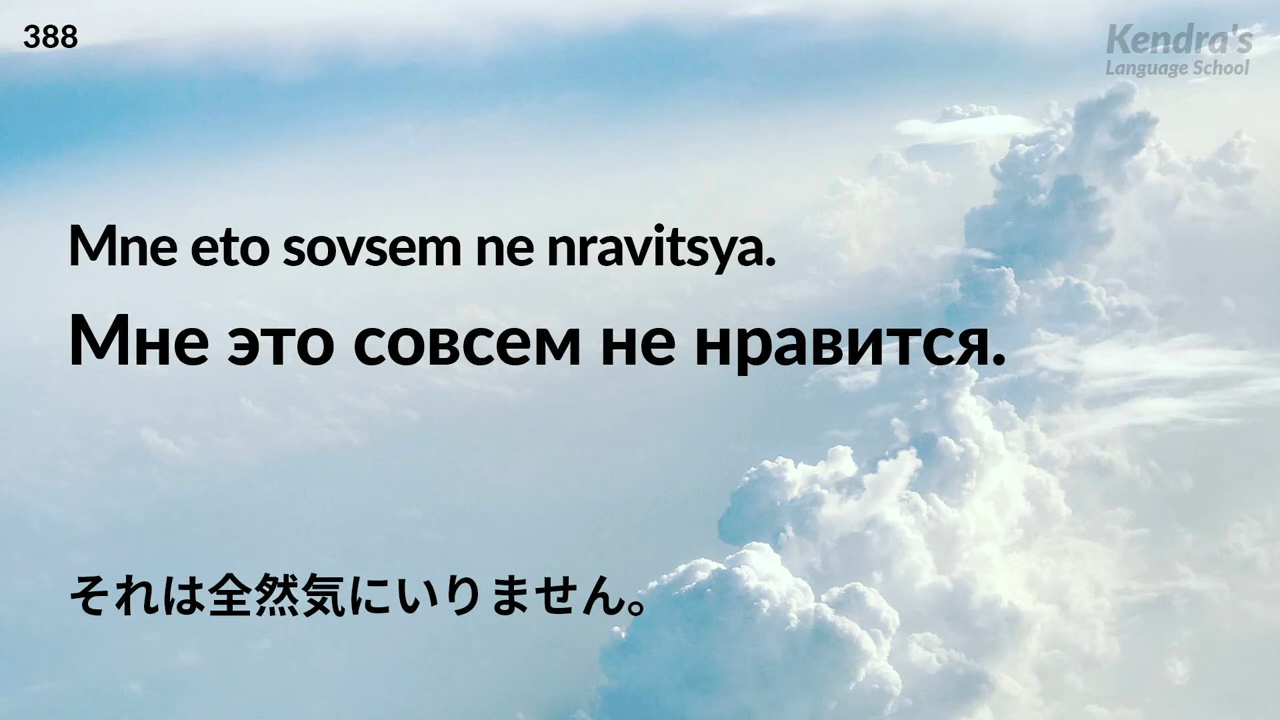 388
Kendra's
Language School
Mne eto sovsem ne nravitsya.
Мне это совсем не нравится.
それは全然気にいりません。